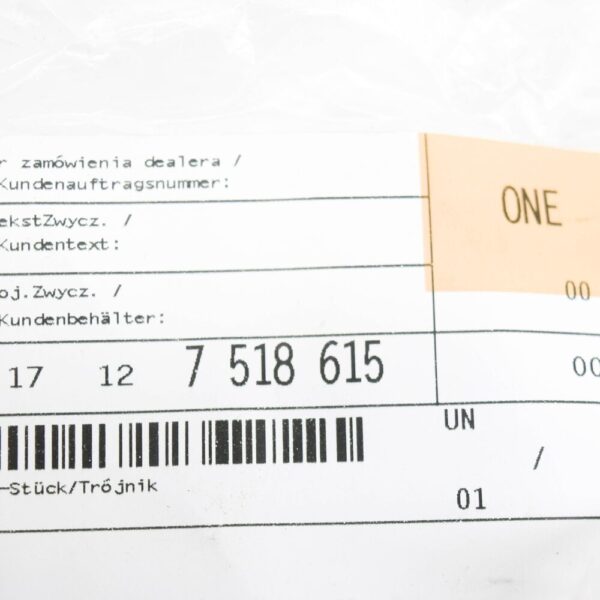 r zamówienia dealera /
Kundenauftragsnummer:
ekstZwycz. /
Kundentext:
oj.Zwycz. /
Kundenbehälter:
ONE
00
17 12 7 518 615
00
UN
/
-Stück/Trójnik
01